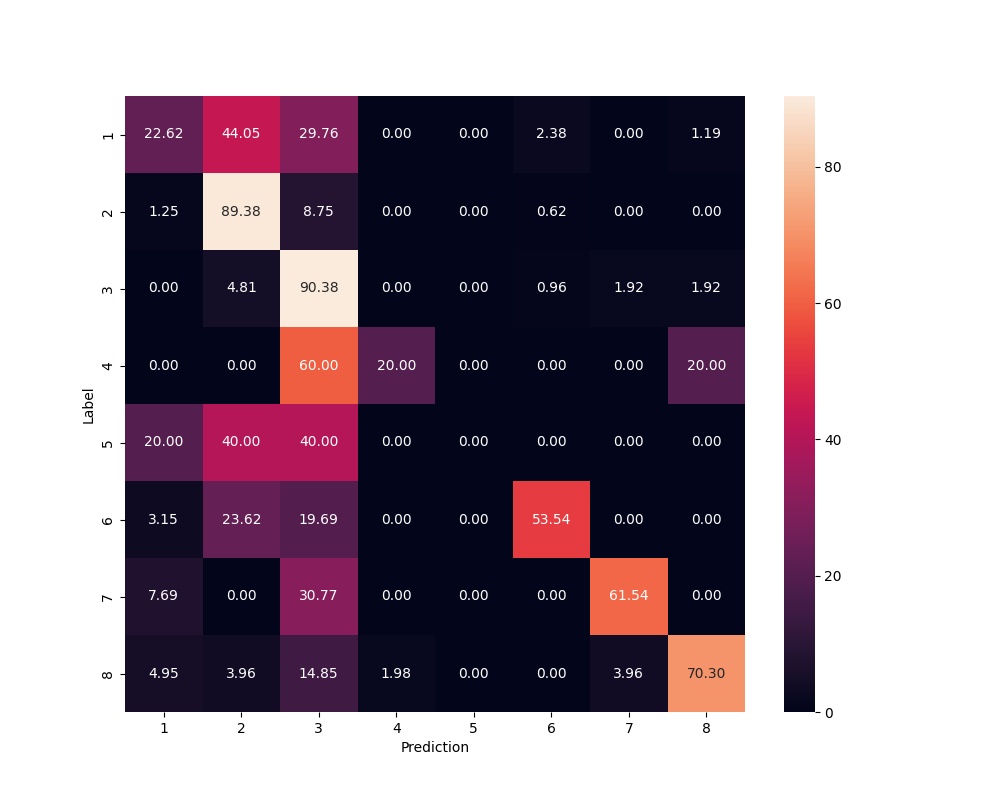 1 22.62 44.05 29.76 0.00 0.00 2.38 0.00 1.19
2 1.25 89.38 8.75 0.00 0.00 0.62 0.00 0.00
3 0.00 4.81 90.38 0.00 0.00 0.96 1.92 1.92
4 0.00 0.00 60.00 20.00 0.00 0.00 0.00 20.00
5 20.00 40.00 40.00 0.00 0.00 0.00 0.00 0.00
6 3.15 23.62 19.69 0.00 0.00 53.54 0.00 0.00
7 7.69 0.00 30.77 0.00 0.00 0.00 61.54 0.00
8 4.95 3.96 14.85 1.98 0.00 0.00 3.96 70.30
1 2 3 4 5 6 7 8
Prediction
Label
80
60
40
20
0